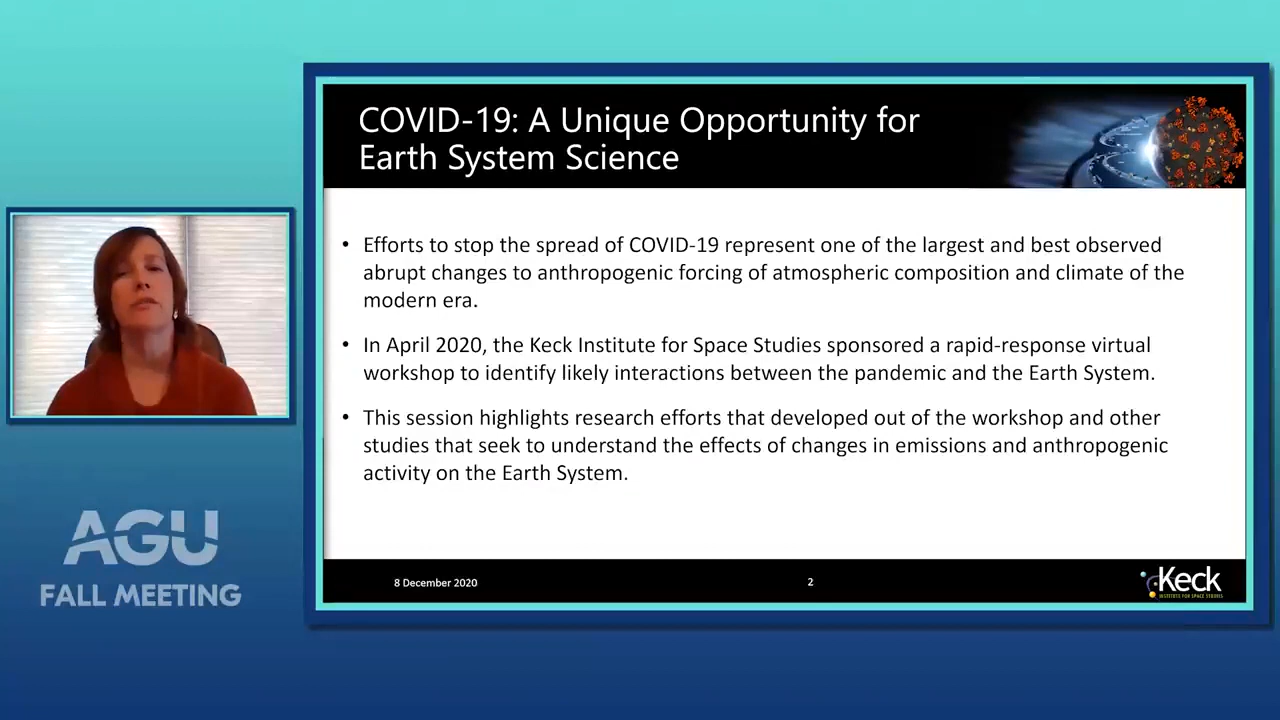 COVID-19: A Unique Opportunity for
Earth System Science
• Efforts to stop the spread of COVID-19 represent one of the largest and best observed
abrupt changes to anthropogenic forcing of atmospheric composition and climate of the
modern era.
• In April 2020, the Keck Institute for Space Studies sponsored a rapid-response virtual
workshop to identify likely interactions between the pandemic and the Earth System.
• This session highlights research efforts that developed out of the workshop and other
studies that seek to understand the effects of changes in emissions and anthropogenic
activity on the Earth System.
AGU
FALL MEETING
8 December 2020
2
Keck
INSTITUTE FOR SPACE STUDIES